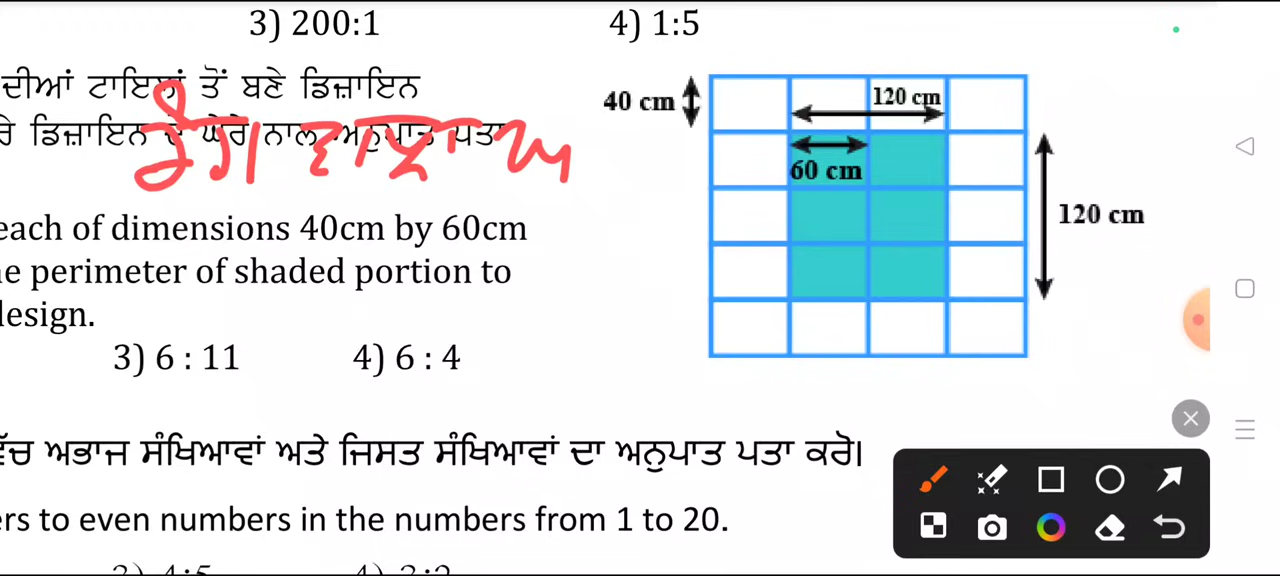 3) 200:1 4) 1:5
ਦੀਆਂ ਟਾਇਲਾਂ ਤੋਂ ਬਣੇ ਡਿਜ਼ਾਇਨ
ਰੇ ਡਿਜ਼ਾਇਨ ਦੇ ਘੇਰੇ ਨਾਲ ਅਨੁਪਾਤ ਪਤਾ
each of dimensions 40cm by 60cm
e perimeter of shaded portion to
design.
3) 6 : 11 4) 6 : 4
40 cm
120 cm
60 cm
120 cm
ਵਿੱਚ ਅਭਾਜ ਸੰਖਿਆਵਾਂ ਅਤੇ ਜਿਸਤ ਸੰਖਿਆਵਾਂ ਦਾ ਅਨੁਪਾਤ ਪਤਾ ਕਰੋ।
ers to even numbers in the numbers from 1 to 20.